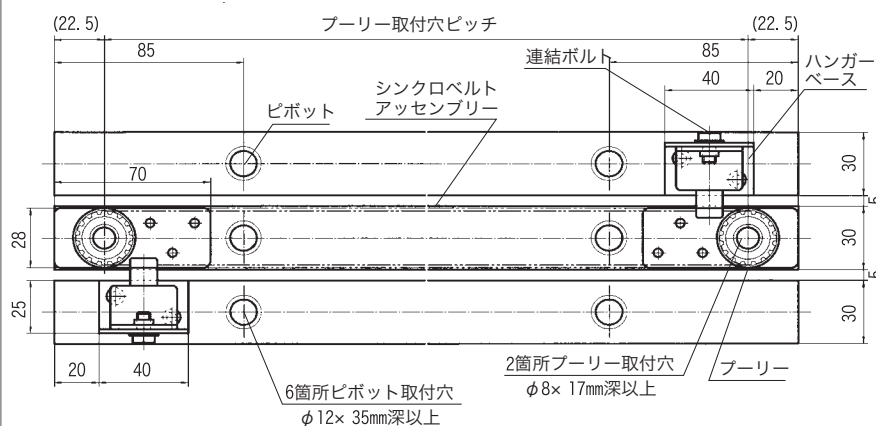 (22. 5)
プーリー取付穴ピッチ
(22. 5)
85
連結ボルト
85
ハンガー
ベース
40
20
シンクロベルト
アッセンブリー
ピボット
70
30
5
28
30
5
25
30
20
40
2箇所プーリー取付穴
φ8× 17mm深以上
プーリー
6箇所ピボット取付穴
φ12× 35mm深以上